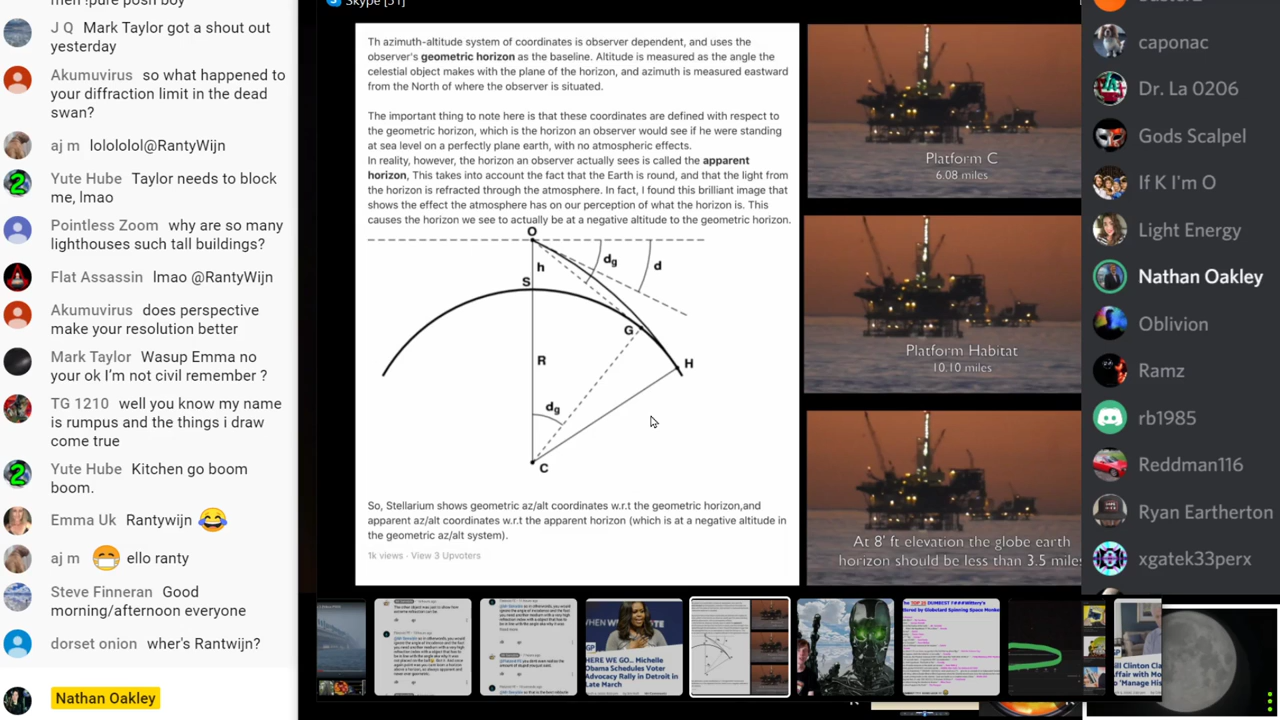 men !pure posh boy
J Q Mark Taylor got a shout out
yesterday
Akumuvirus so what happened to
your diffraction limit in the dead
swan?
aj m lolololol@RantyWijn
Yute Hube Taylor needs to block
me, lmao
Pointless Zoom why are so many
lighthouses such tall buildings?
Flat Assassin lmao @RantyWijn
Akumuvirus does perspective
make your resolution better
Mark Taylor Wasup Emma no
your ok I'm not civil remember ?
TG 1210 well you know my name
is rumpus and the things i draw
come true
Yute Hube Kitchen go boom
boom.
Emma Uk Rantywijn 😂
aj m 😁 ello ranty
Steve Finneran Good
morning/afternoon everyone
dorset onion wher's RanWijn?
Nathan Oakley
Skype [51]
Th azimuth-altitude system of coordinates is observer dependent, and uses the
observer's geometric horizon as the baseline. Altitude is measured as the angle the
celestial object makes with the plane of the horizon, and azimuth is measured eastward
from the North of where the observer is situated.
The important thing to note here is that these coordinates are defined with respect to
the geometric horizon, which is the horizon an observer would see if he were standing
at sea level on a perfectly plane earth, with no atmospheric effects.
In reality, however, the horizon an observer actually sees is called the apparent
horizon, This takes into account the fact that the Earth is round, and that the light from
the horizon is refracted through the atmosphere. In fact, I found this brilliant image that
shows the effect the atmosphere has on our perception of what the horizon is. This
causes the horizon we see to actually be at a negative altitude to the geometric horizon.
O
h
dg
d
S
G
R
H
dg
C
So, Stellarium shows geometric az/alt coordinates w.r.t the geometric horizon,and
apparent az/alt coordinates w.r.t the apparent horizon (which is at a negative altitude in
the geometric az/alt system).
1k views · View 3 Upvoters
Platform C
6.08 miles
Platform Habitat
10.10 miles
At 8' ft elevation the globe earth
horizon should be less than 3.5 miles
caponac
Dr. La 0206
Gods Scalpel
If K I'm O
Light Energy
Nathan Oakley
Oblivion
Ramz
rb1985
Reddman116
Ryan Eartherton
xgatek33perx
HERE WE GO... Michelle
Obama Schedules Voter
Advocacy Rally in Detroit in
Late March